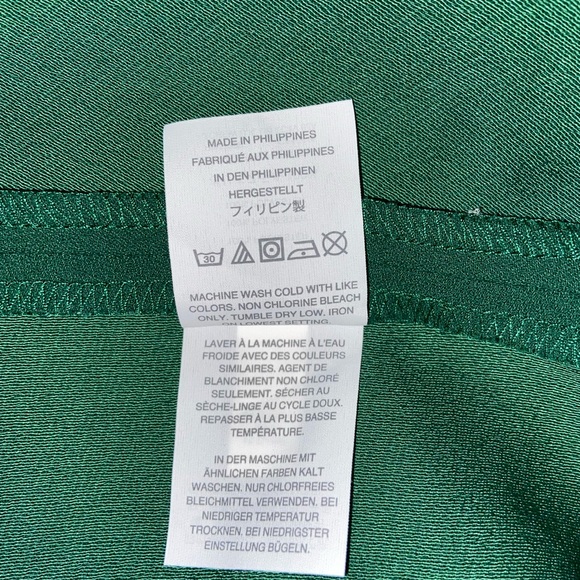 MADE IN PHILIPPINES
FABRIQUÉ AUX PHILIPPINES
IN DEN PHILIPPINEN
HERGESTELLT
フィリピン製
30
MACHINE WASH COLD WITH LIKE
COLORS. NON CHLORINE BLEACH
ONLY. TUMBLE DRY LOW. IRON
ON LOWEST SETTING.
LAVER À LA MACHINE À L'EAU
FROIDE AVEC DES COULEURS
SIMILAIRES. AGENT DE
BLANCHIMENT NON CHLORÉ
SEULEMENT. SÉCHER AU
SÈCHE-LINGE AU CYCLE DOUX.
REPASSER À LA PLUS BASSE
TEMPÉRATURE.
IN DER MASCHINE MIT
ÄHNLICHEN FARBEN KALT
WASCHEN. NUR CHLORFREIES
BLEICHMITTEL VERWENDEN. BEI
NIEDRIGER TEMPERATUR
TROCKNEN. BEI NIEDRIGSTER
EINSTELLUNG BÜGELN.